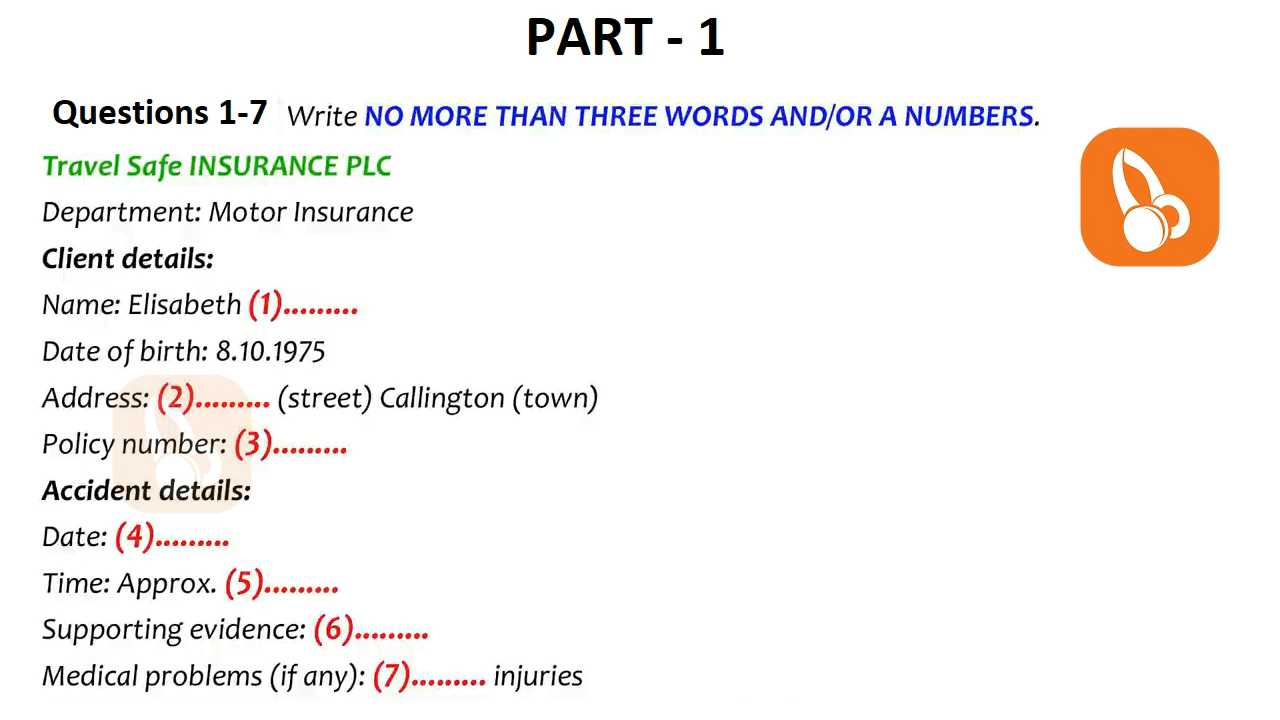 PART - 1
Questions 1-7 Write NO MORE THAN THREE WORDS AND/OR A NUMBERS.
Travel Safe INSURANCE PLC
Department: Motor Insurance
Client details:
Name: Elisabeth (1).........
Date of birth: 8.10.1975
Address: (2)......... (street) Callington (town)
Policy number: (3).........
Accident details:
Date: (4).........
Time: Approx. (5).........
Supporting evidence: (6).........
Medical problems (if any): (7)......... injuries